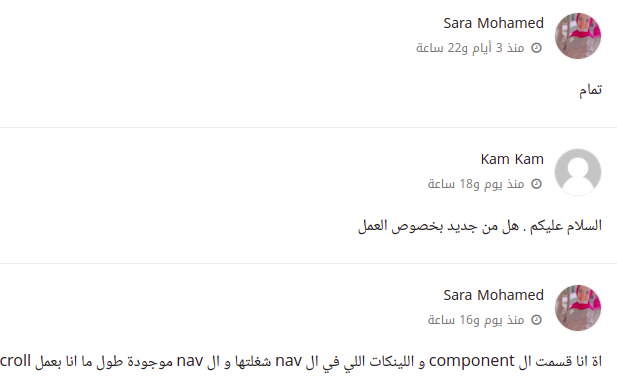 Sara Mohamed
منذ 3 أيام و22 ساعة
تمام
Kam Kam
منذ يوم و18 ساعة
السلام عليكم . هل من جديد بخصوص العمل
Sara Mohamed
منذ يوم و16 ساعة
اة انا قسمت ال component و اللينكات اللي في ال nav شغلتها و ال nav موجودة طول ما انا بعمل croll